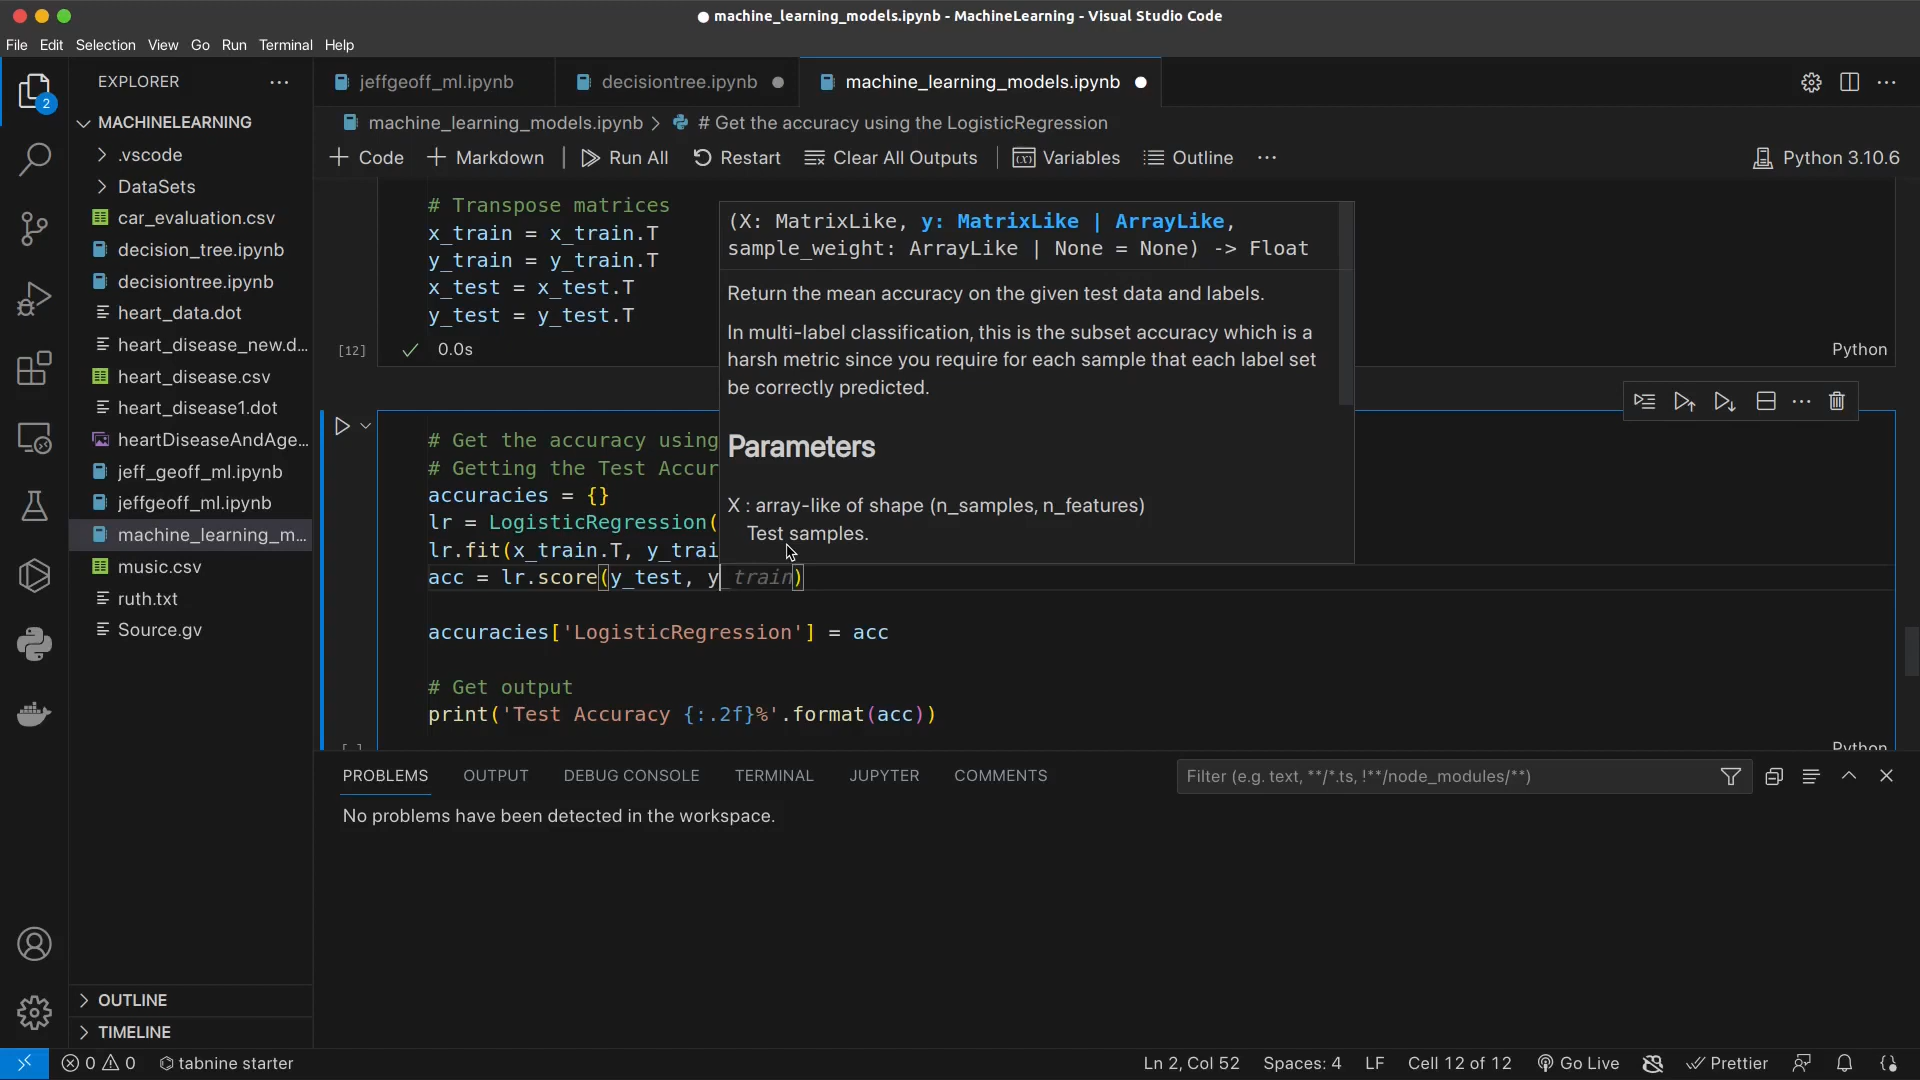 machine_learning_models.ipynb - MachineLearning - Visual Studio Code
File Edit Selection View Go Run Terminal Help
EXPLORER
jeffgeoff_ml.ipynb
decisiontree.ipynb
machine_learning_models.ipynb
2
MACHINELEARNING
machine_learning_models.ipynb > # Get the accuracy using the LogisticRegression
Code
Markdown
Run All
Restart
Clear All Outputs
Variables
Outline
Python 3.10.6
.vscode
DataSets
car_evaluation.csv
decision_tree.ipynb
decisiontree.ipynb
heart_data.dot
heart_disease_new.d...
heart_disease.csv
heart_disease1.dot
heartDiseaseAndAge...
jeff_geoff_ml.ipynb
jeffgeoff_ml.ipynb
machine_learning_m...
music.csv
ruth.txt
Source.gv
OUTLINE
TIMELINE
# Transpose matrices
x_train = x_train.T
y_train = y_train.T
x_test = x_test.T
y_test = y_test.T
[12]
0.0s
Python
(X: MatrixLike, y: MatrixLike | ArrayLike,
sample_weight: ArrayLike | None = None) -> Float
Return the mean accuracy on the given test data and labels.
In multi-label classification, this is the subset accuracy which is a
harsh metric since you require for each sample that each label set
be correctly predicted.
Parameters
X : array-like of shape (n_samples, n_features)
Test samples.
# Get the accuracy using
# Getting the Test Accur
accuracies = {}
lr = LogisticRegression(
lr.fit(x_train.T, y_trai
acc = lr.score(y_test, y_train)
accuracies['LogisticRegression'] = acc
# Get output
print('Test Accuracy {:.2f}%'.format(acc))
[ ]
Python
PROBLEMS
OUTPUT
DEBUG CONSOLE
TERMINAL
JUPYTER
COMMENTS
Filter (e.g. text, **/*.ts, !**/node_modules/**)
No problems have been detected in the workspace.
0
0
tabnine starter
Ln 2, Col 52
Spaces: 4
LF
Cell 12 of 12
Go Live
Prettier